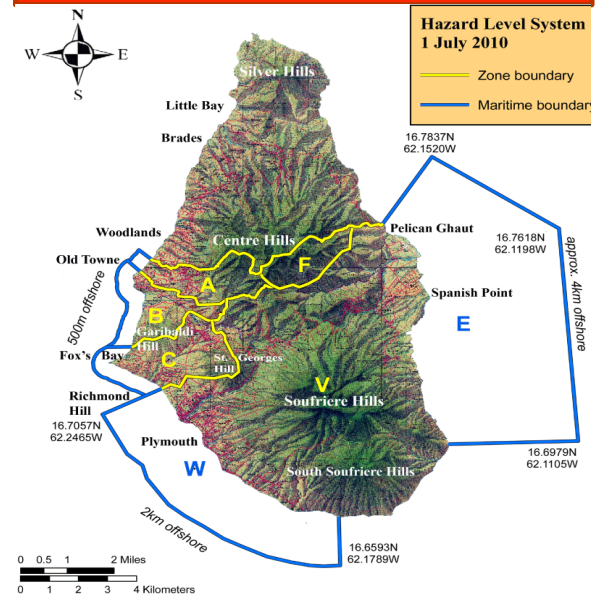 N
W E
S
Hazard Level System
1 July 2010
Zone boundary
Maritime boundary
Silver Hills
Little Bay
Brades
16.7837N
62.1520W
Woodlands
Centre Hills
Pelican Ghaut
Old Towne
16.7618N
62.1198W
approx. 4km offshore
F
A
Spanish Point
500m offshore
B
E
Garibaldi
Hill
Fox's Bay
C
St. Georges
Hill
V
Richmond
Hill
Soufriere Hills
16.7057N
62.2465W
Plymouth
16.6979N
62.1105W
W
South Soufriere Hills
2km offshore
16.6593N
62.1789W
0 0.5 1 2 Miles
0 1 2 3 4 Kilometers